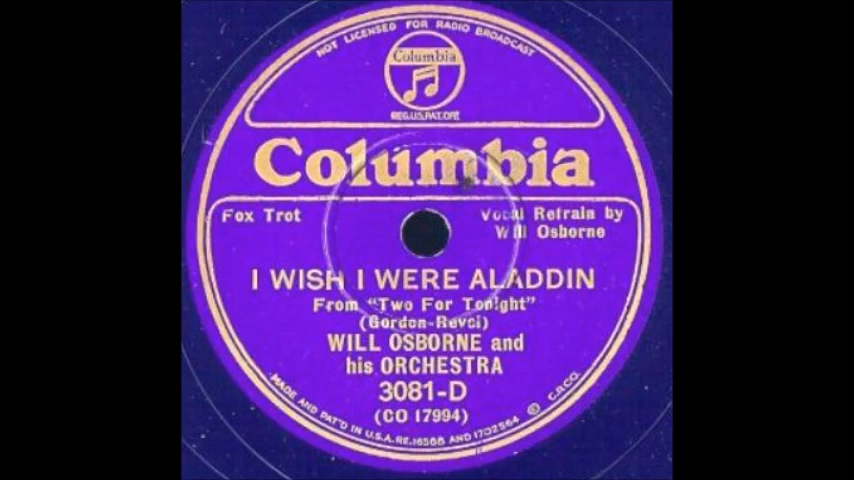 NOT LICENSED FOR RADIO BROADCAST
Columbia
REG.U.S.PAT.OFF.
Columbia
Fox Trot
Vocal Refrain by
Will Osborne
I WISH I WERE ALADDIN
From "Two For Tonight"
(Gordon-Revel)
WILL OSBORNE and
his ORCHESTRA
3081-D
(CO 17994)
MADE AND PAT'D IN U.S.A. RE. 16588 AND 1702564 © C.P.CO.